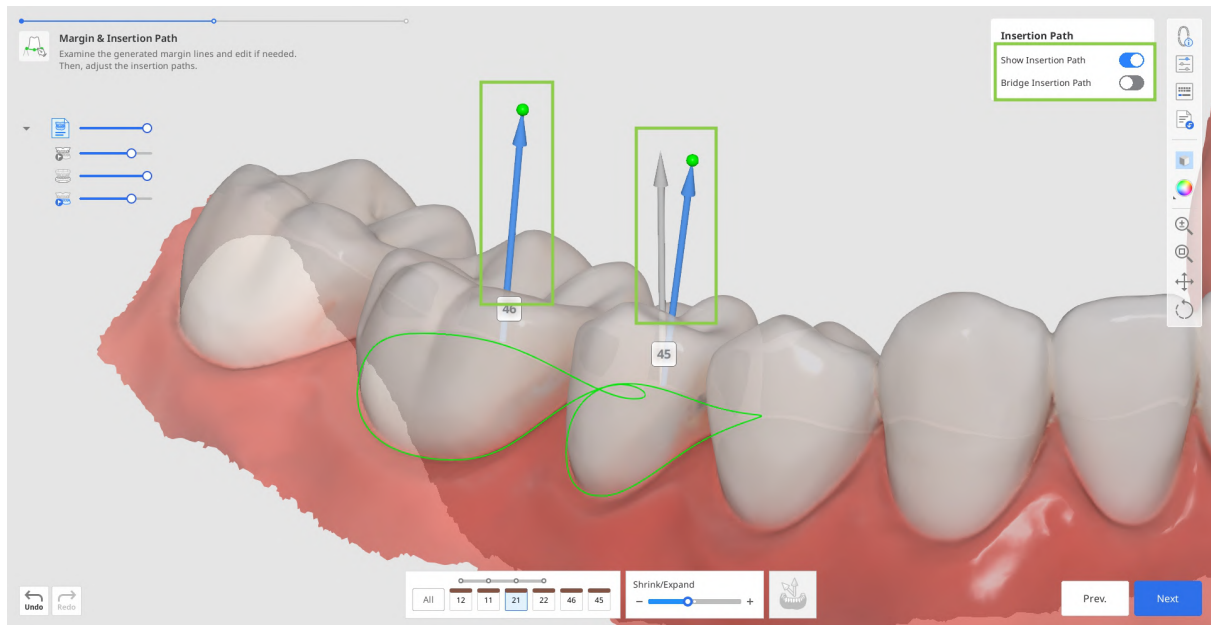 Margin & Insertion Path
Examine the generated margin lines and edit if needed.
Then, adjust the insertion paths.
Insertion Path
Show Insertion Path
Bridge Insertion Path
46
45
Undo
Redo
All
12
11
21
22
46
45
Shrink/Expand
Prev.
Next